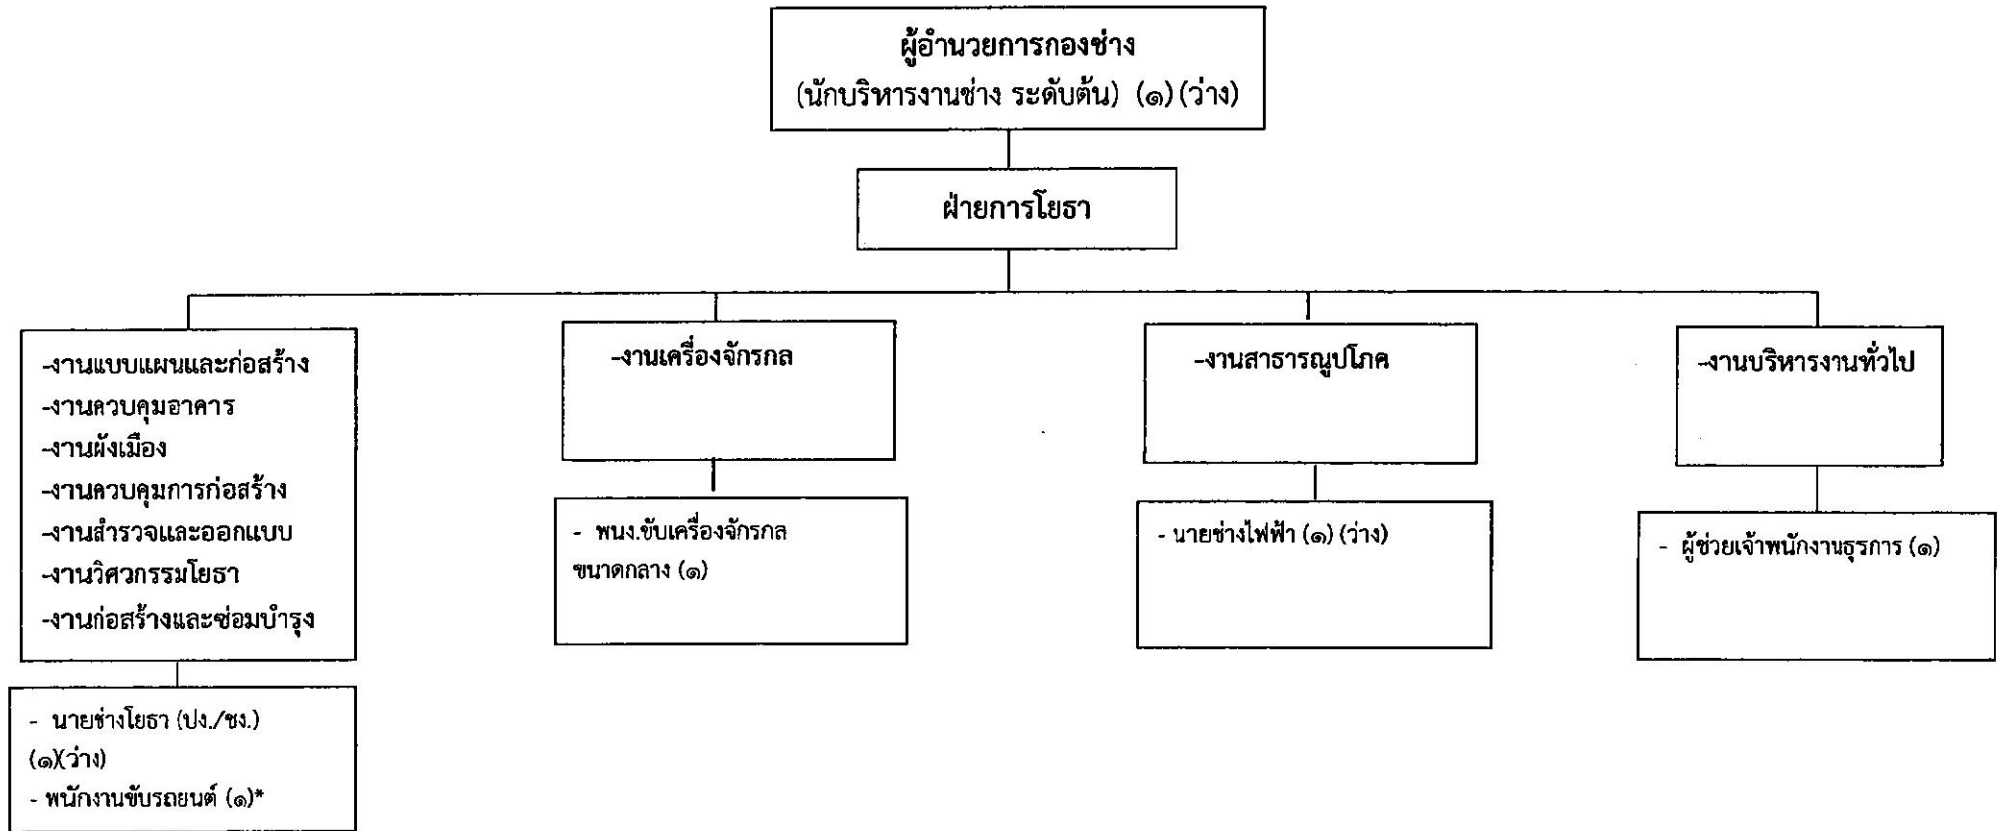 ผู้อำนวยการกองช่าง
(นักบริหารงานช่าง ระดับต้น) (๑) (ว่าง)
ฝ่ายการโยธา
-งานแบบแผนและก่อสร้าง
-งานควบคุมอาคาร
-งานผังเมือง
-งานควบคุมการก่อสร้าง
-งานสำรวจและออกแบบ
-งานวิศวกรรมโยธา
-งานก่อสร้างและซ่อมบำรุง
- นายช่างโยธา (ปง./ชง.)
(๑)(ว่าง)
- พนักงานขับรถยนต์ (๑)*
-งานเครื่องจักรกล
- พนง.ขับเครื่องจักรกล
ขนาดกลาง (๑)
-งานสาธารณูปโภค
- นายช่างไฟฟ้า (๑) (ว่าง)
-งานบริหารงานทั่วไป
- ผู้ช่วยเจ้าพนักงานธุรการ (๑)